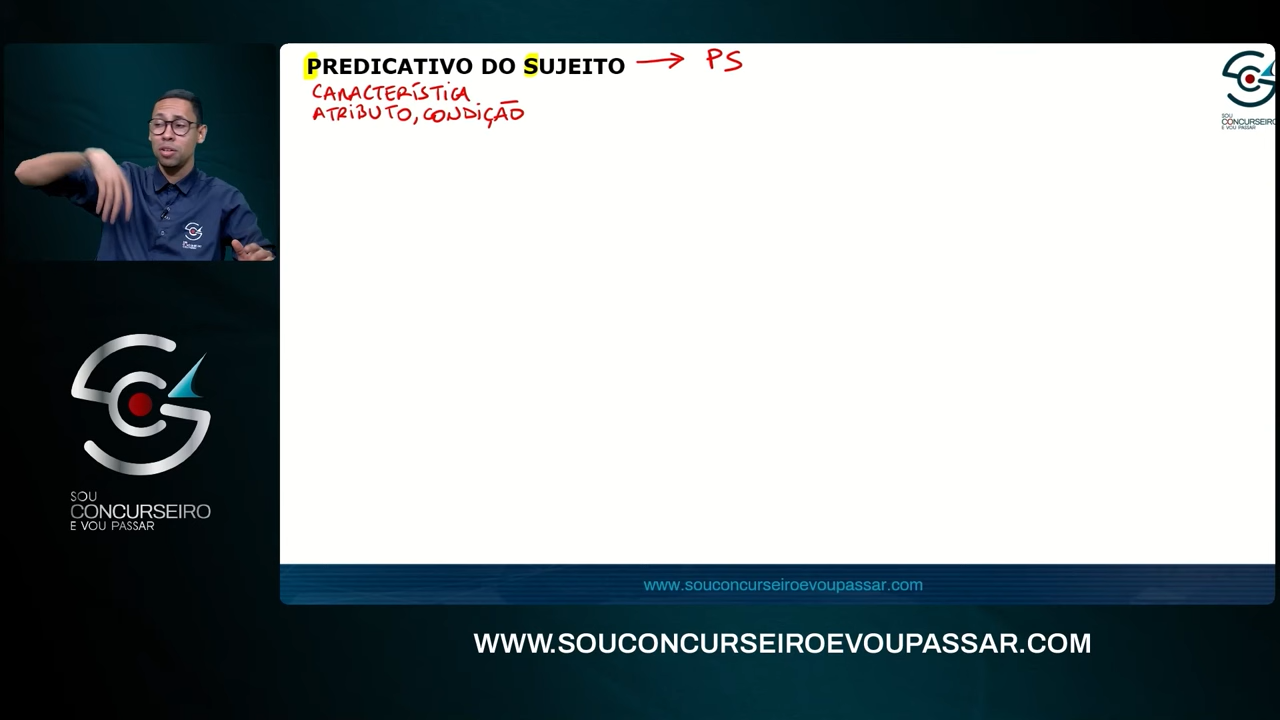 PREDICATIVO DO SUJEITO → PS
CARACTERÍSTICA
ATRIBUTO, CONDIÇÃO
SOU
CONCURSEIRO
E VOU PASSAR
SOU
CONCURSEIRO
E VOU PASSAR
www.souconcurseiroevoupassar.com
WWW.SOUCONCURSEIROEVOUPASSAR.COM